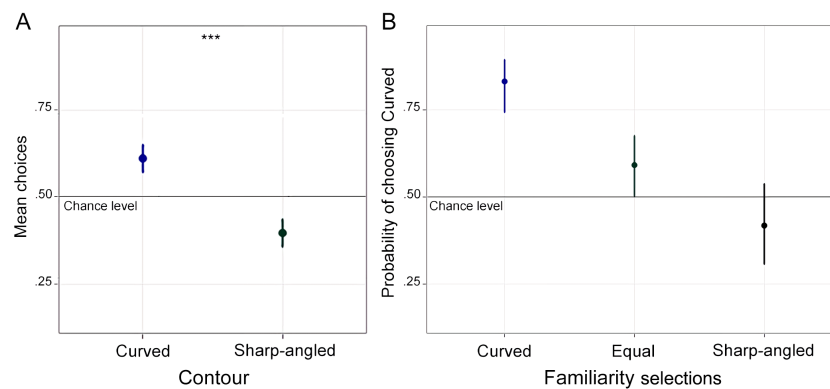 A
***
Mean choices
.75
.50
.25
Chance level
Curved
Sharp-angled
Contour
B
Probability of choosing Curved
.75
.50
.25
Chance level
Curved
Equal
Sharp-angled
Familiarity selections